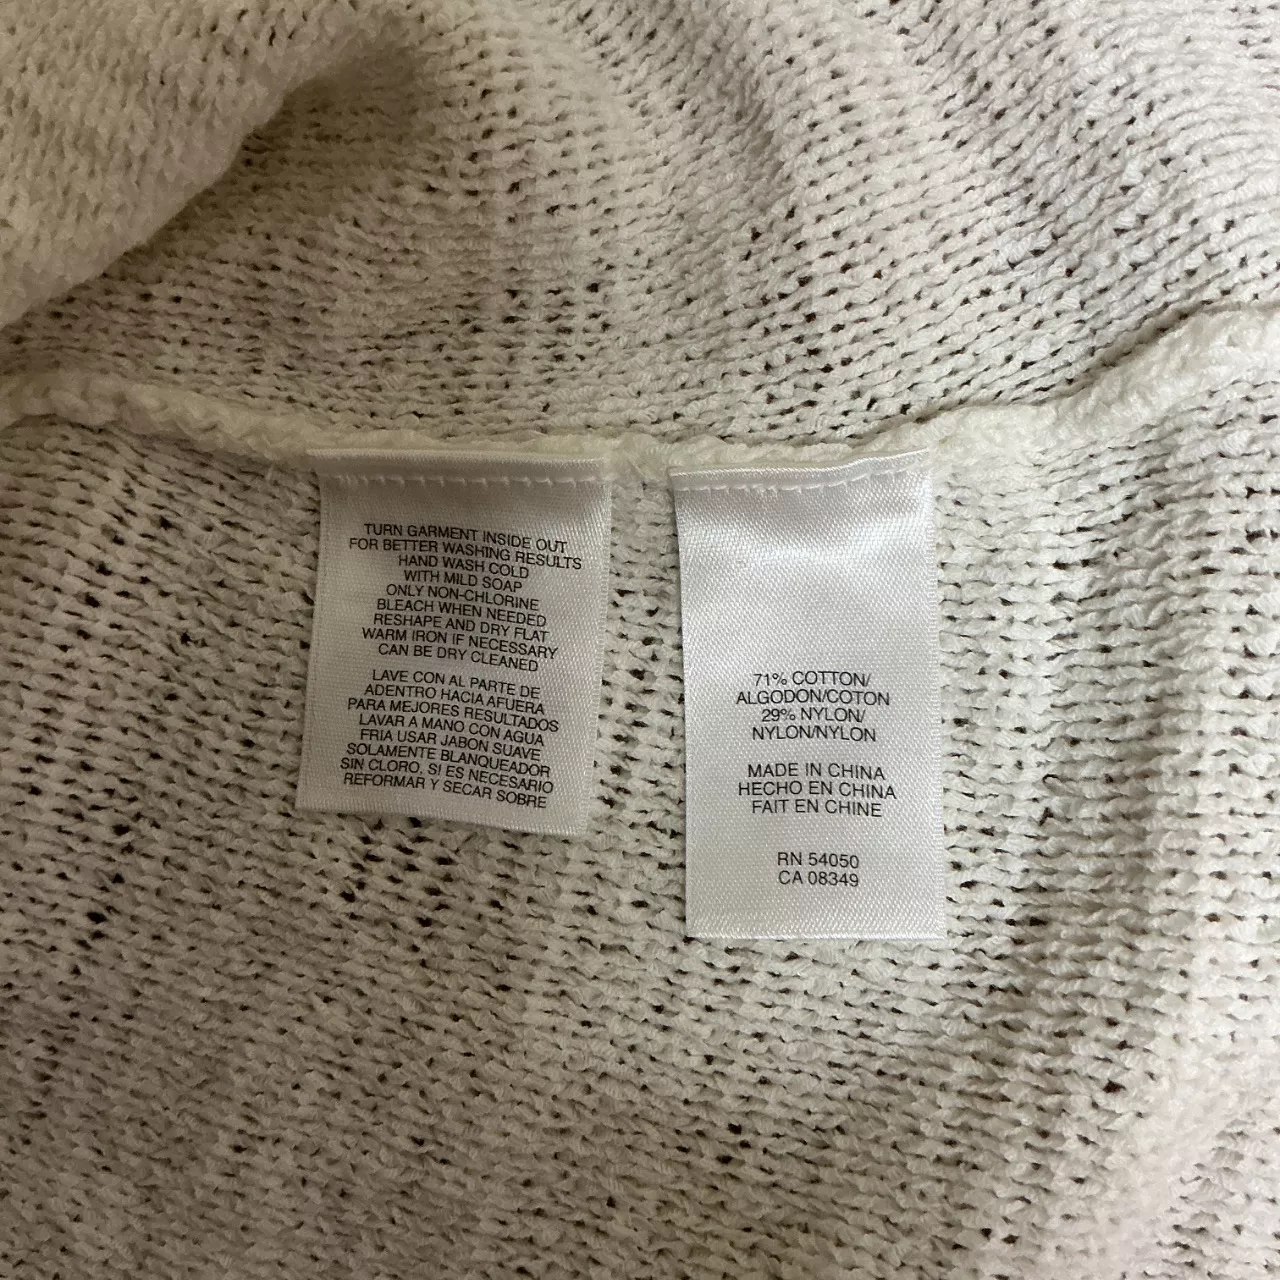 TURN GARMENT INSIDE OUT
FOR BETTER WASHING RESULTS
HAND WASH COLD
WITH MILD SOAP
ONLY NON-CHLORINE
BLEACH WHEN NEEDED
RESHAPE AND DRY FLAT
WARM IRON IF NECESSARY
CAN BE DRY CLEANED
LAVE CON AL PARTE DE
ADENTRO HACIA AFUERA
PARA MEJORES RESULTADOS
LAVAR A MANO CON AGUA
FRIA USAR JABON SUAVE
SOLAMENTE BLANQUEADOR
SIN CLORO, SI ES NECESARIO
REFORMAR Y SECAR SOBRE
71% COTTON/
ALGODON/COTON
29% NYLON/
NYLON/NYLON
MADE IN CHINA
HECHO EN CHINA
FAIT EN CHINE
RN 54050
CA 08349